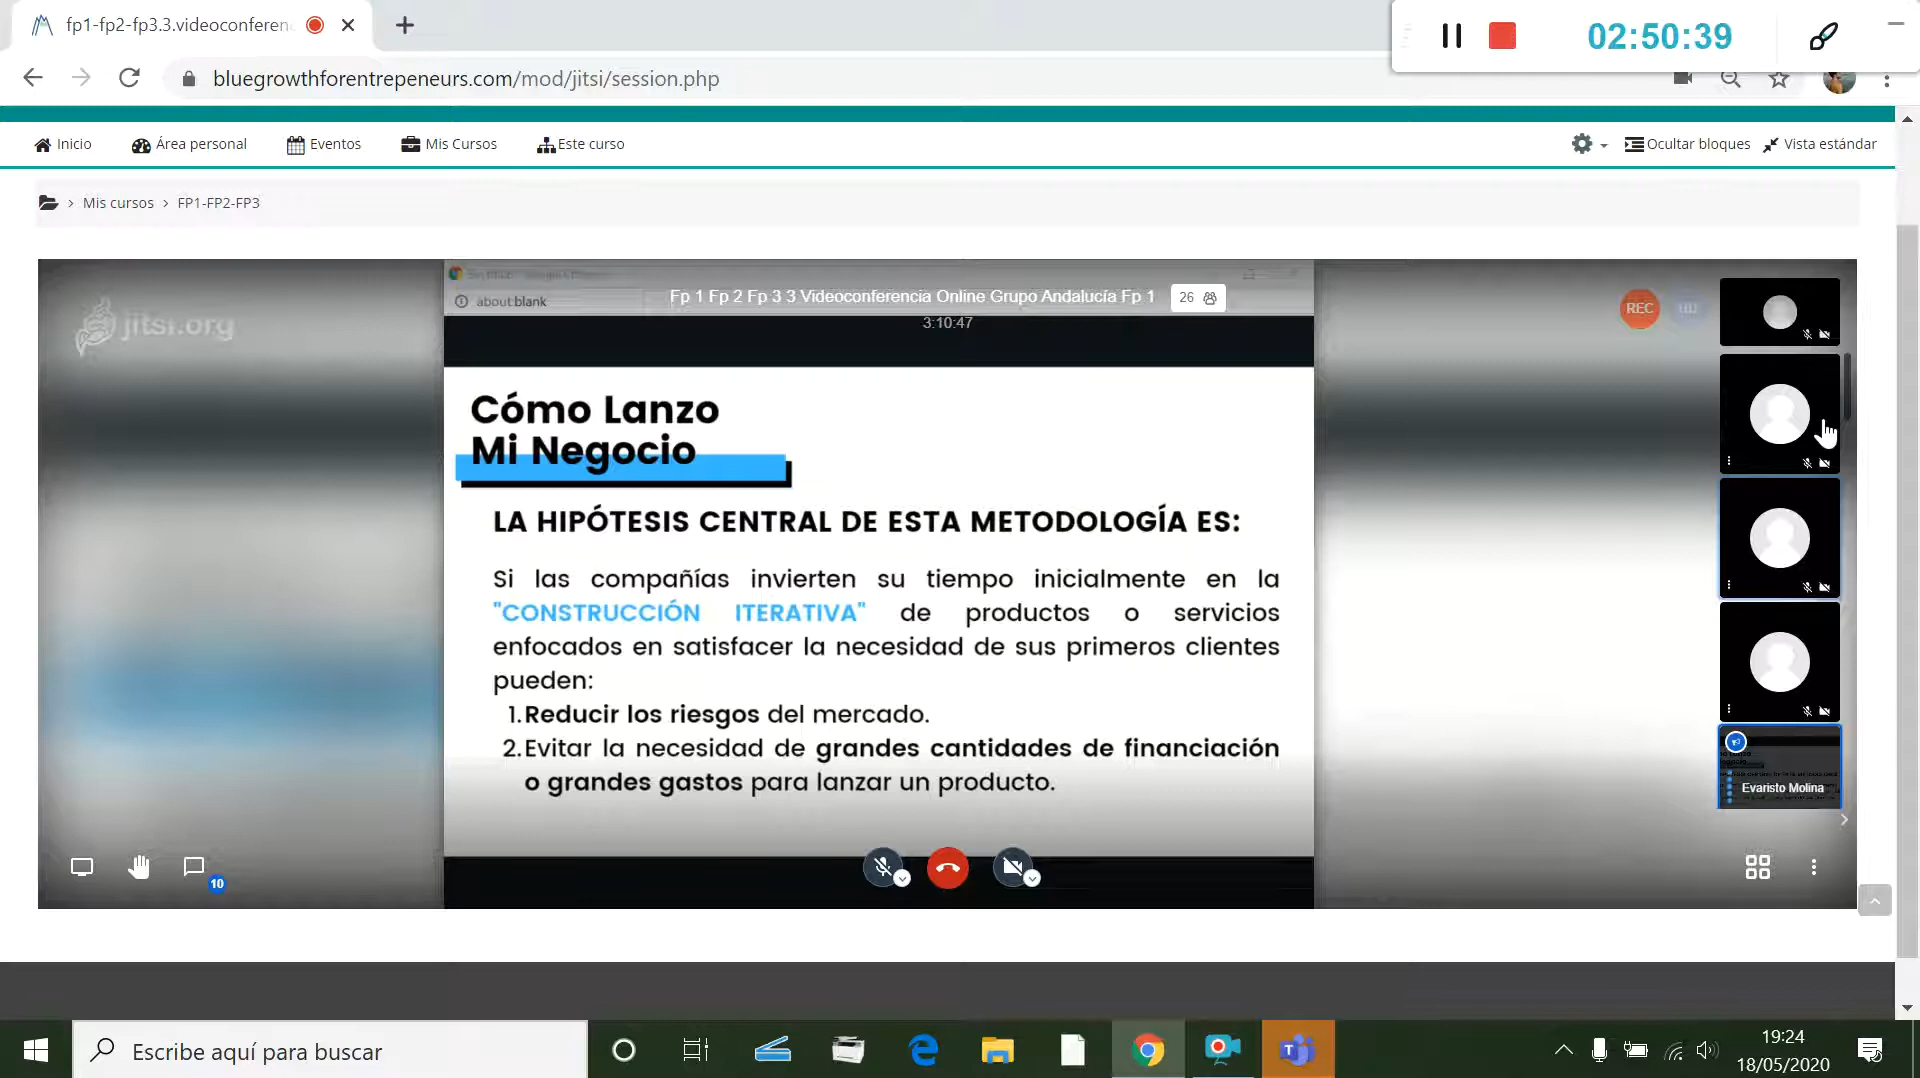 fp1-fp2-fp3.3.videoconferen
02:50:39
bluegrowthforentrepeneurs.com/mod/jitsi/session.php
Inicio
Área personal
Eventos
Mis Cursos
Este curso
Ocultar bloques
Vista estándar
Mis cursos
FP1-FP2-FP3
about:blank
Fp 1 Fp 2 Fp 3 3 Videoconferencia Online Grupo Andalucía Fp 1
26
3:10:47
jitsi.org
REC
HD
Cómo Lanzo
Mi Negocio
LA HIPÓTESIS CENTRAL DE ESTA METODOLOGÍA ES:
Si las compañías invierten su tiempo inicialmente en la
"CONSTRUCCIÓN ITERATIVA" de productos o servicios
enfocados en satisfacer la necesidad de sus primeros clientes
pueden:
1. Reducir los riesgos del mercado.
2. Evitar la necesidad de grandes cantidades de financiación
o grandes gastos para lanzar un producto.
Evaristo Molina
10
Escribe aquí para buscar
19:24
18/05/2020